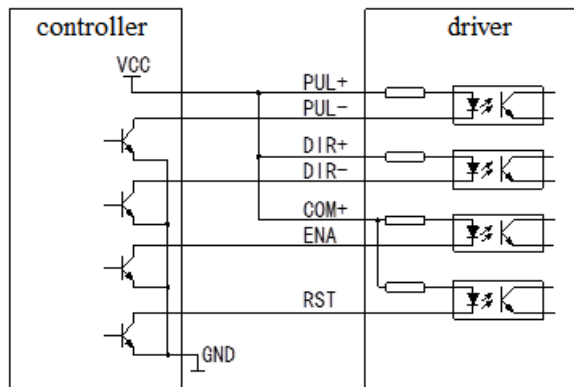 controller
driver
VCC
PUL+
PUL-
DIR+
DIR-
COM+
ENA
RST
GND